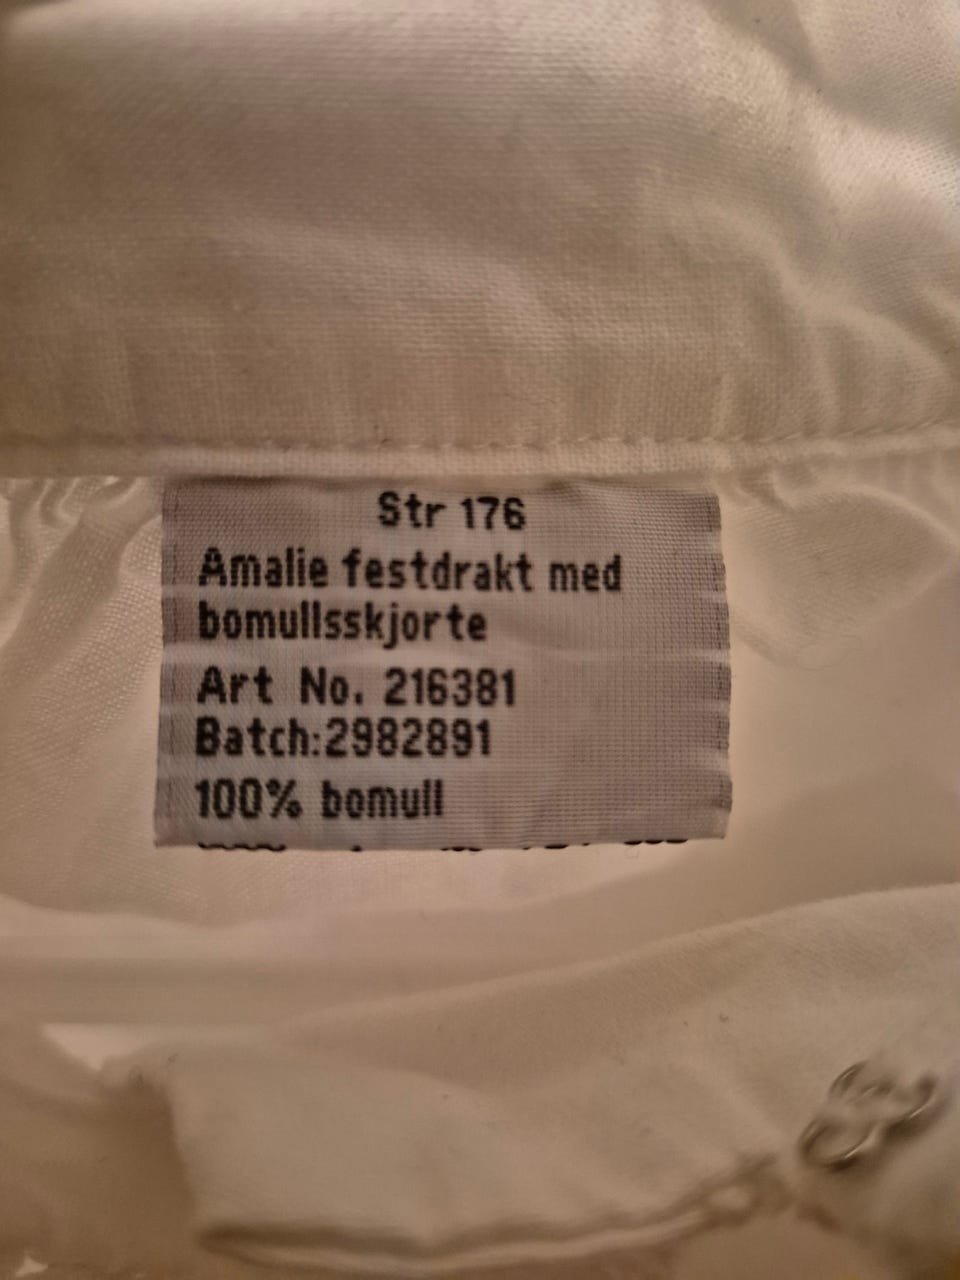 Str 176
Amalie festdrakt med
bomullsskjorte
Art No. 216381
Batch:2982891
100% bomull